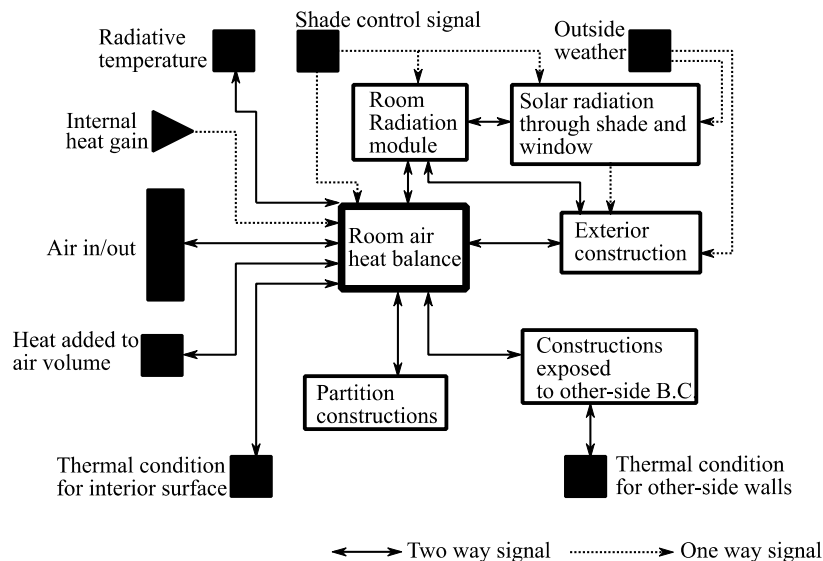 Shade control signal
Radiative
temperature
Outside
weather
Internal
heat gain
Room
Radiation
module
Solar radiation
through shade and
window
Air in/out
Room air
heat balance
Exterior
construction
Heat added to
air volume
Partition
constructions
Constructions
exposed
to other-side B.C.
Thermal condition
for interior surface
Thermal condition
for other-side walls
Two way signal
One way signal